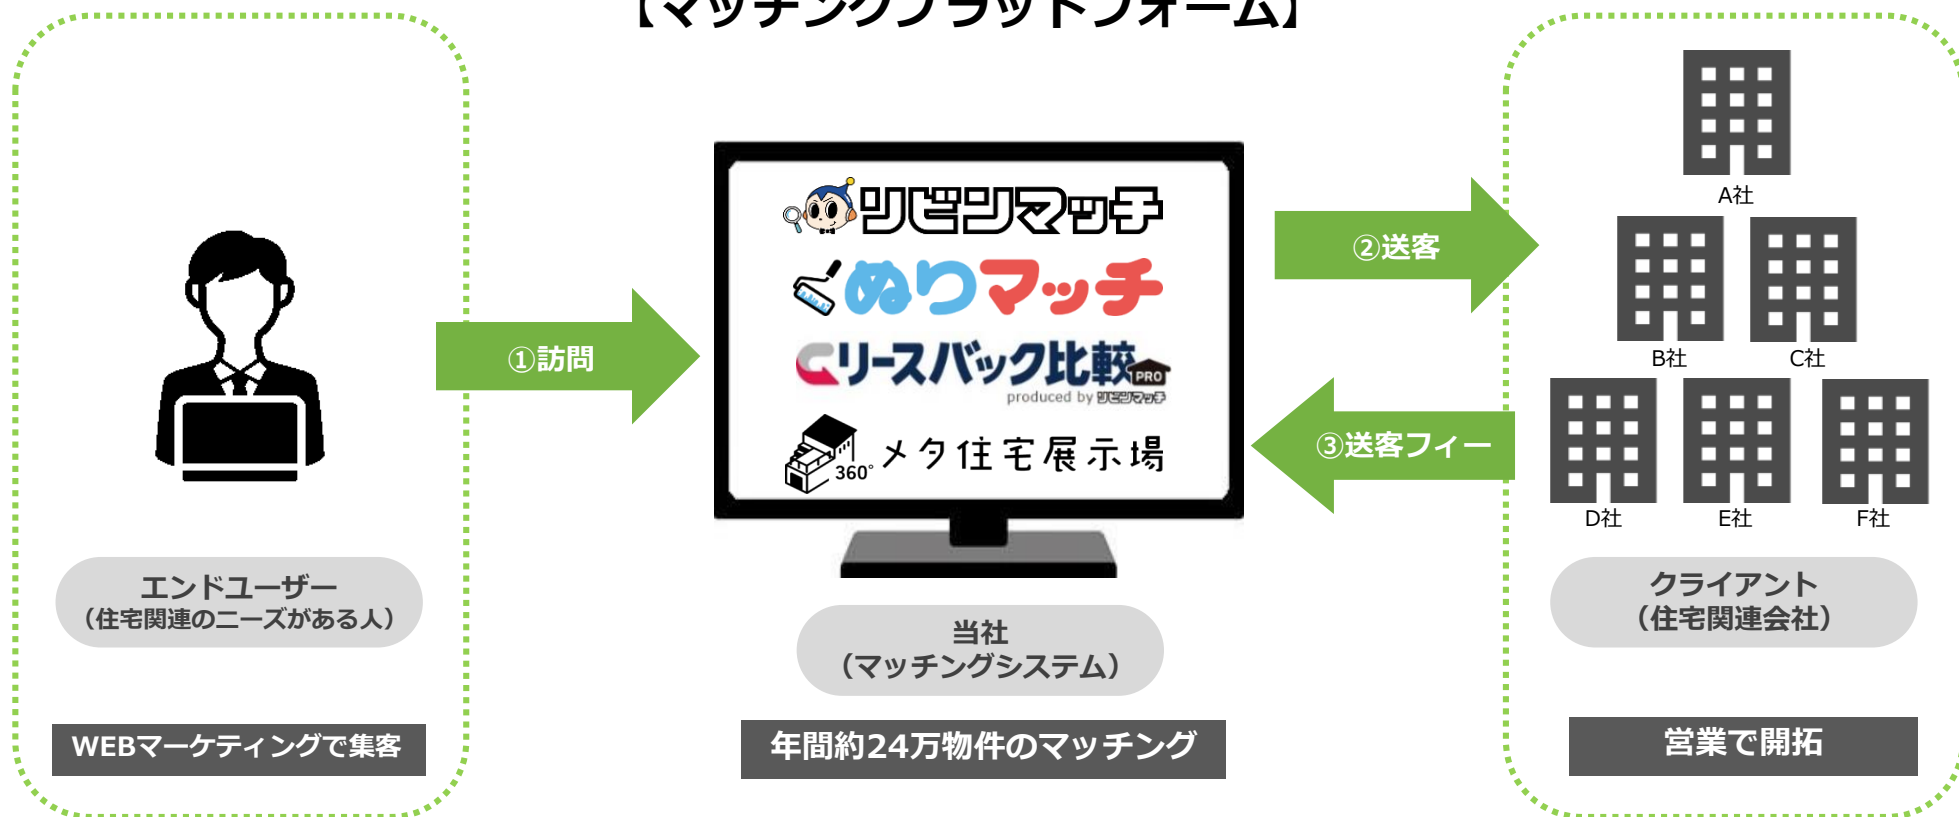 【マッチングプラットフォーム】
①訪問
リビンマッチ
ぬりマッチ
リースバック比較 PRO
produced by リビンマッチ
360° メタ住宅展示場
②送客
③送客フィー
A社
B社
C社
D社
E社
F社
エンドユーザー
（住宅関連のニーズがある人）
当社
（マッチングシステム）
クライアント
（住宅関連会社）
WEBマーケティングで集客
年間約24万物件のマッチング
営業で開拓